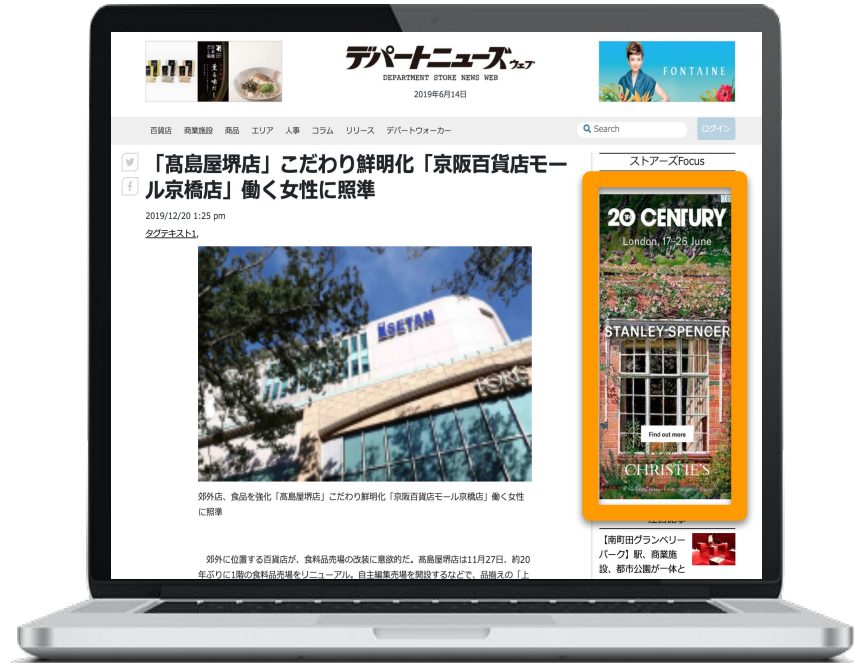 デパートニューズウェブ
DEPARTMENT STORE NEWS WEB
2019年6月14日
FONTAINE
百貨店 商業施設 商品 エリア 人事 コラム リリース デパートウォーカー
Search
ログイン
「髙島屋堺店」こだわり鮮明化「京阪百貨店モー
ル京橋店」働く女性に照準
2019/12/20 1:25 pm
タグテキスト1,
ISETAN
FORIS
郊外店、食品を強化「髙島屋堺店」こだわり鮮明化「京阪百貨店モール京橋店」働く女性
に照準
郊外に位置する百貨店が、食料品売場の改装に意欲的だ。髙島屋堺店は11月27日、約20
年ぶりに1階の食料品売場をリニューアル。自主編集売場を開設するなどで、品揃えの「上
ストアーズFocus
20TH CENTURY
London, 17–26 June
STANLEY SPENCER
Find out more
CHRISTIE'S
注目記事
【南町田グランベリー
パーク】駅、商業施
設、都市公園が一体と